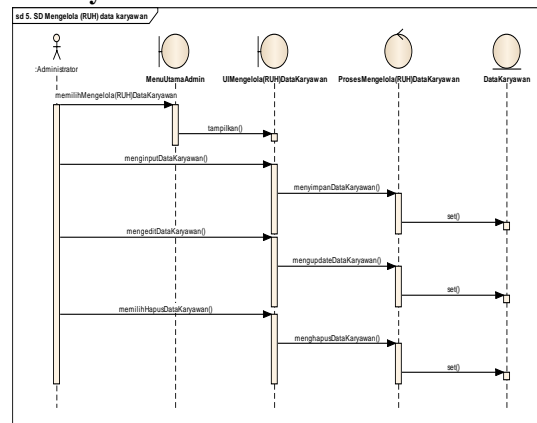 sd 5. SD Mengelola (RUH) data karyawan
:Administrator
MenuUtamaAdmin
UIMengelola(RUH)DataKaryawan
ProsesMengelola(RUH)DataKaryawan
DataKaryawan
memilihMengelola(RUH)DataKaryawan
tampilkan()
menginputDataKaryawan()
menyimpanDataKaryawan()
set()
mengeditDataKaryawan()
mengupdateDataKaryawan()
set()
memilihHapusDataKaryawan()
menghapusDataKaryawan()
set()